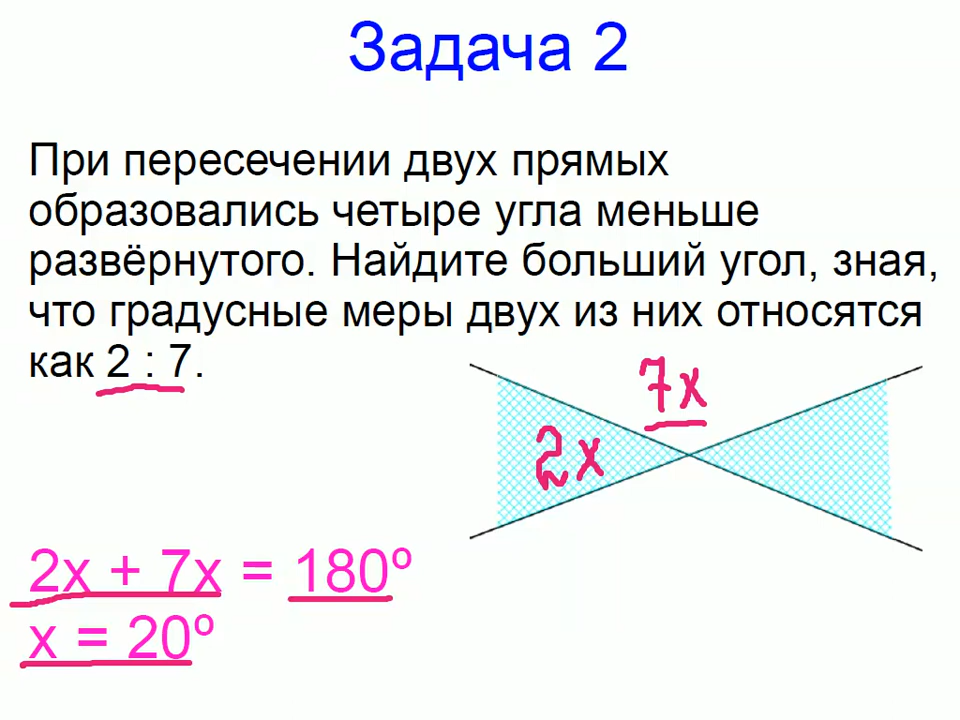 Задача 2
При пересечении двух прямых
образовались четыре угла меньше
развёрнутого. Найдите больший угол, зная,
что градусные меры двух из них относятся
как 2 : 7.
7x
2x
2x + 7x = 180º
x = 20º